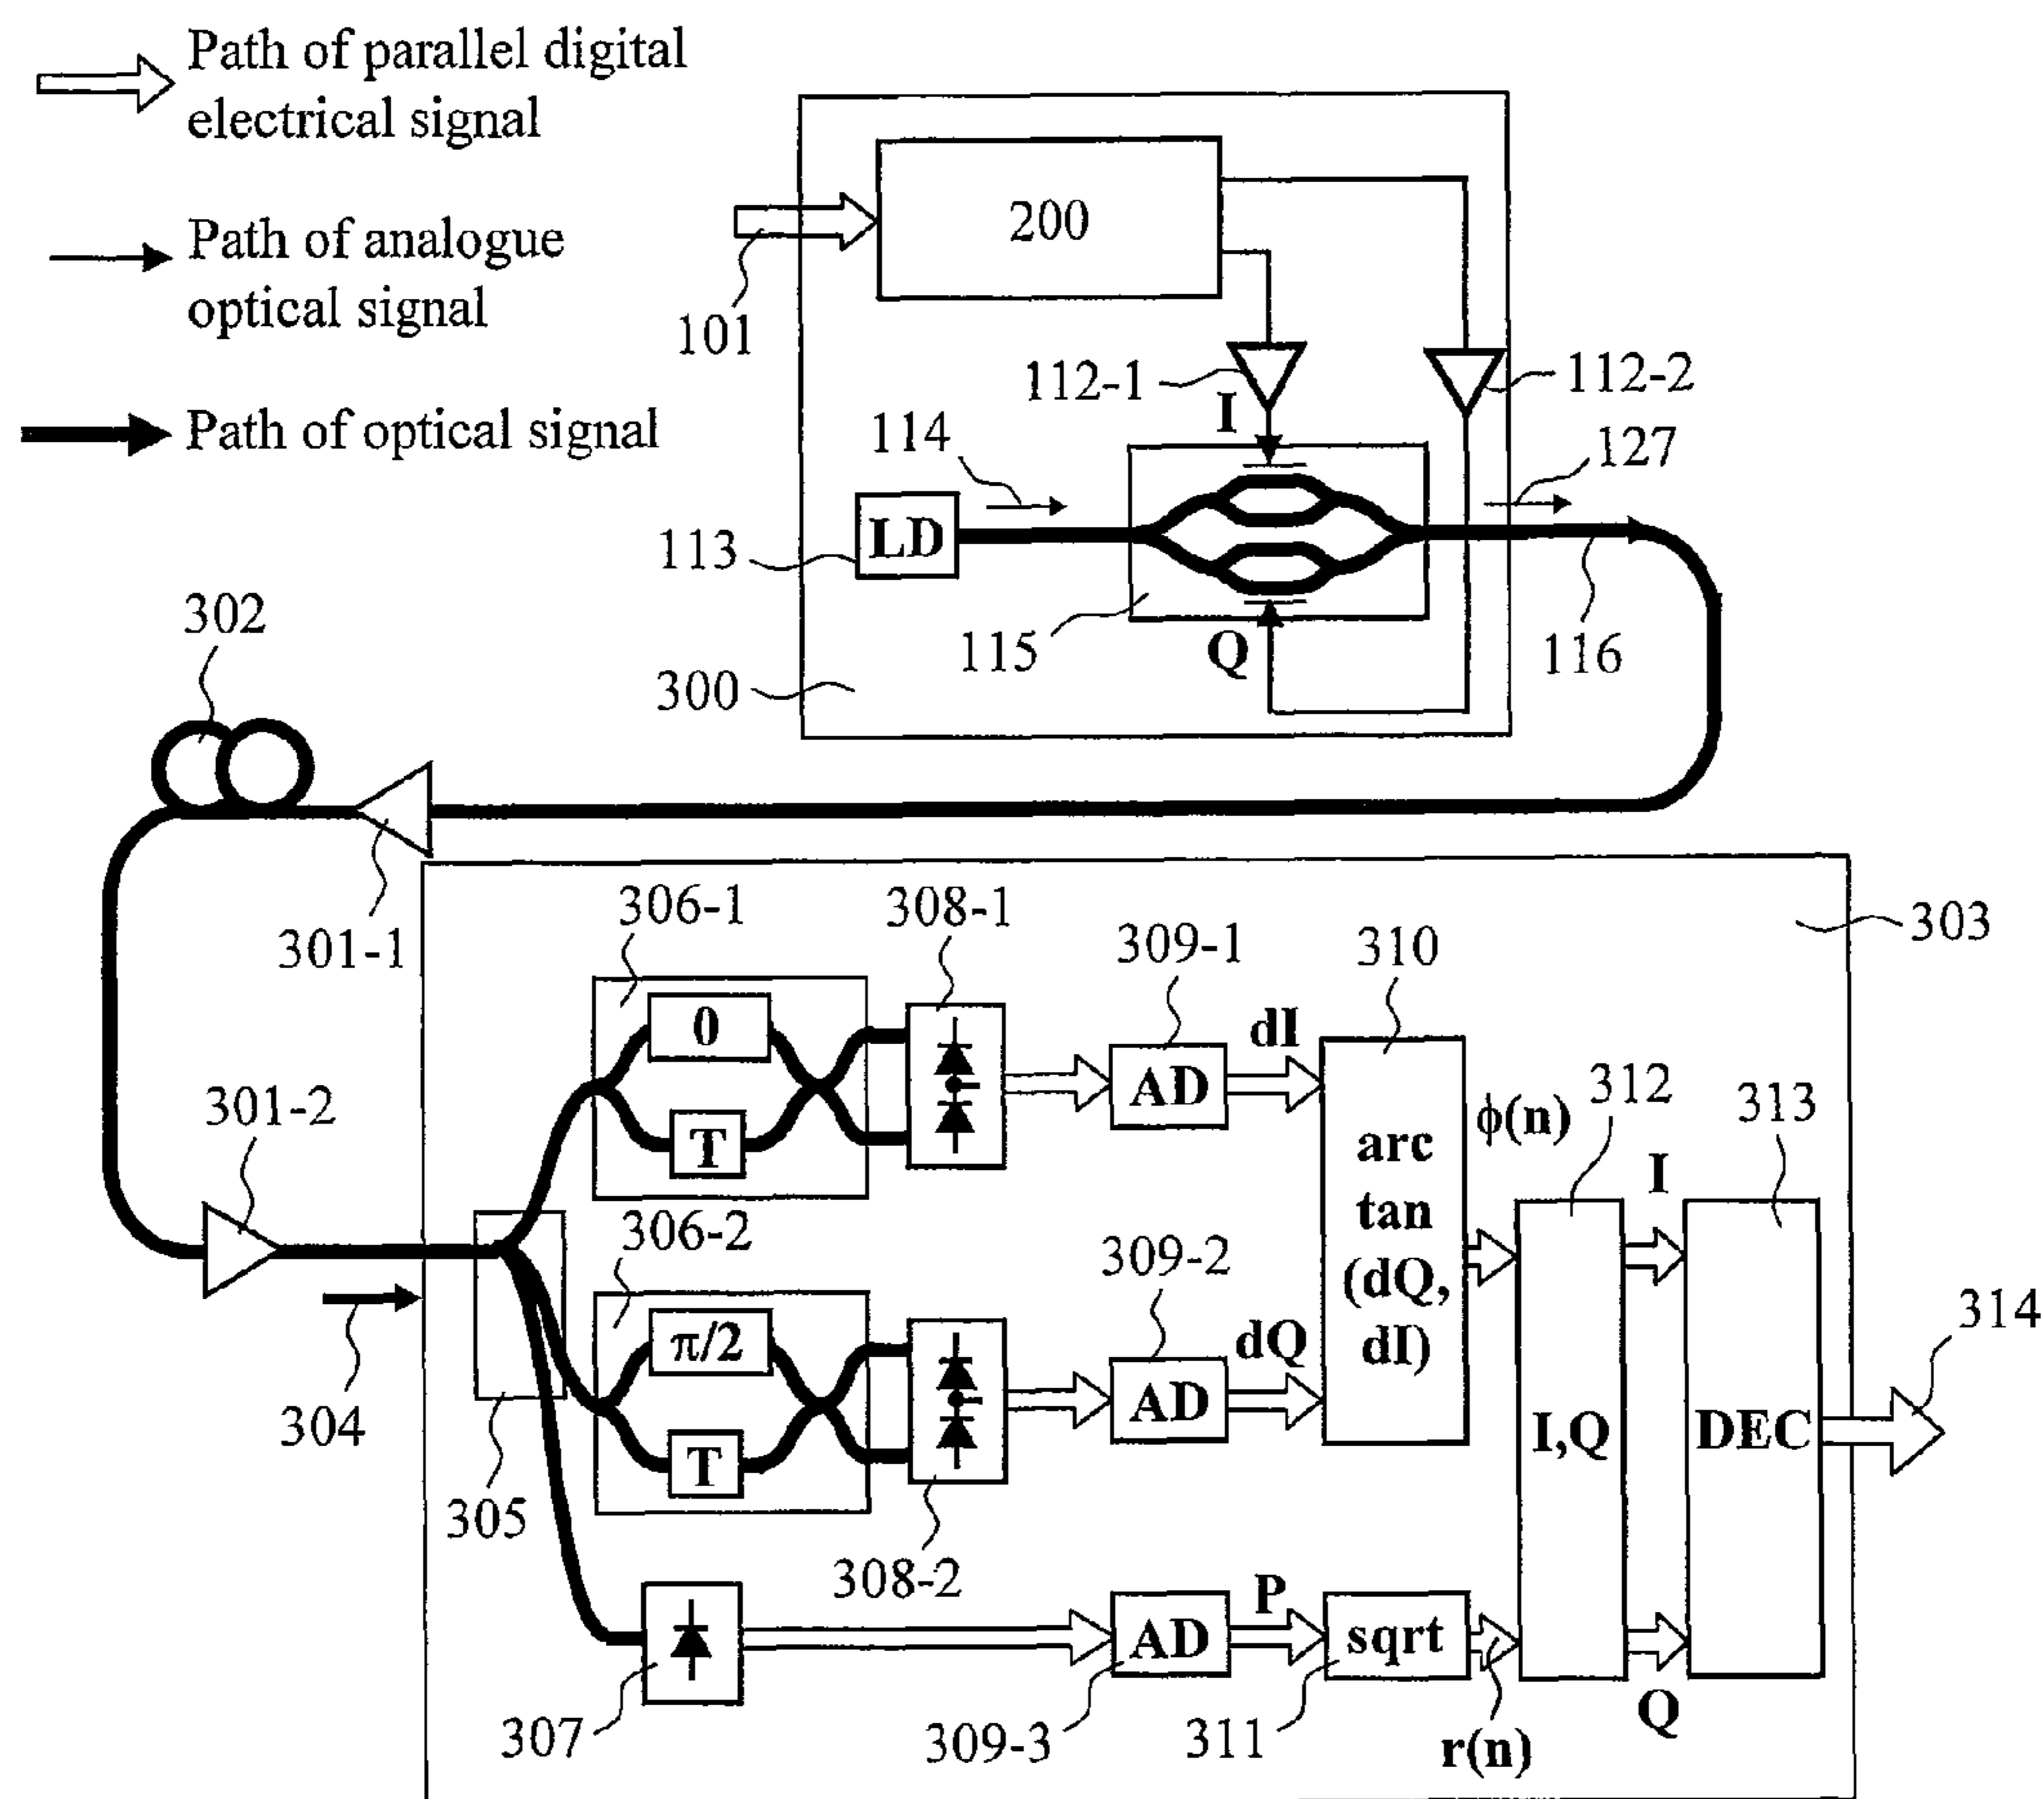 Path of parallel digital
electrical signal
Path of analogue
optical signal
Path of optical signal
200
101
112-1
112-2
I
114
127
LD
113
115
Q
116
300
302
301-1
303
306-1
308-1
309-1
310
0
dI
T
AD
arc
tan
(dQ,
dI)
ϕ(n)
312
313
I
301-2
306-2
309-2
π/2
dQ
314
304
T
AD
I,Q
DEC
305
308-2
P
AD
sqrt
Q
307
309-3
311
r(n)